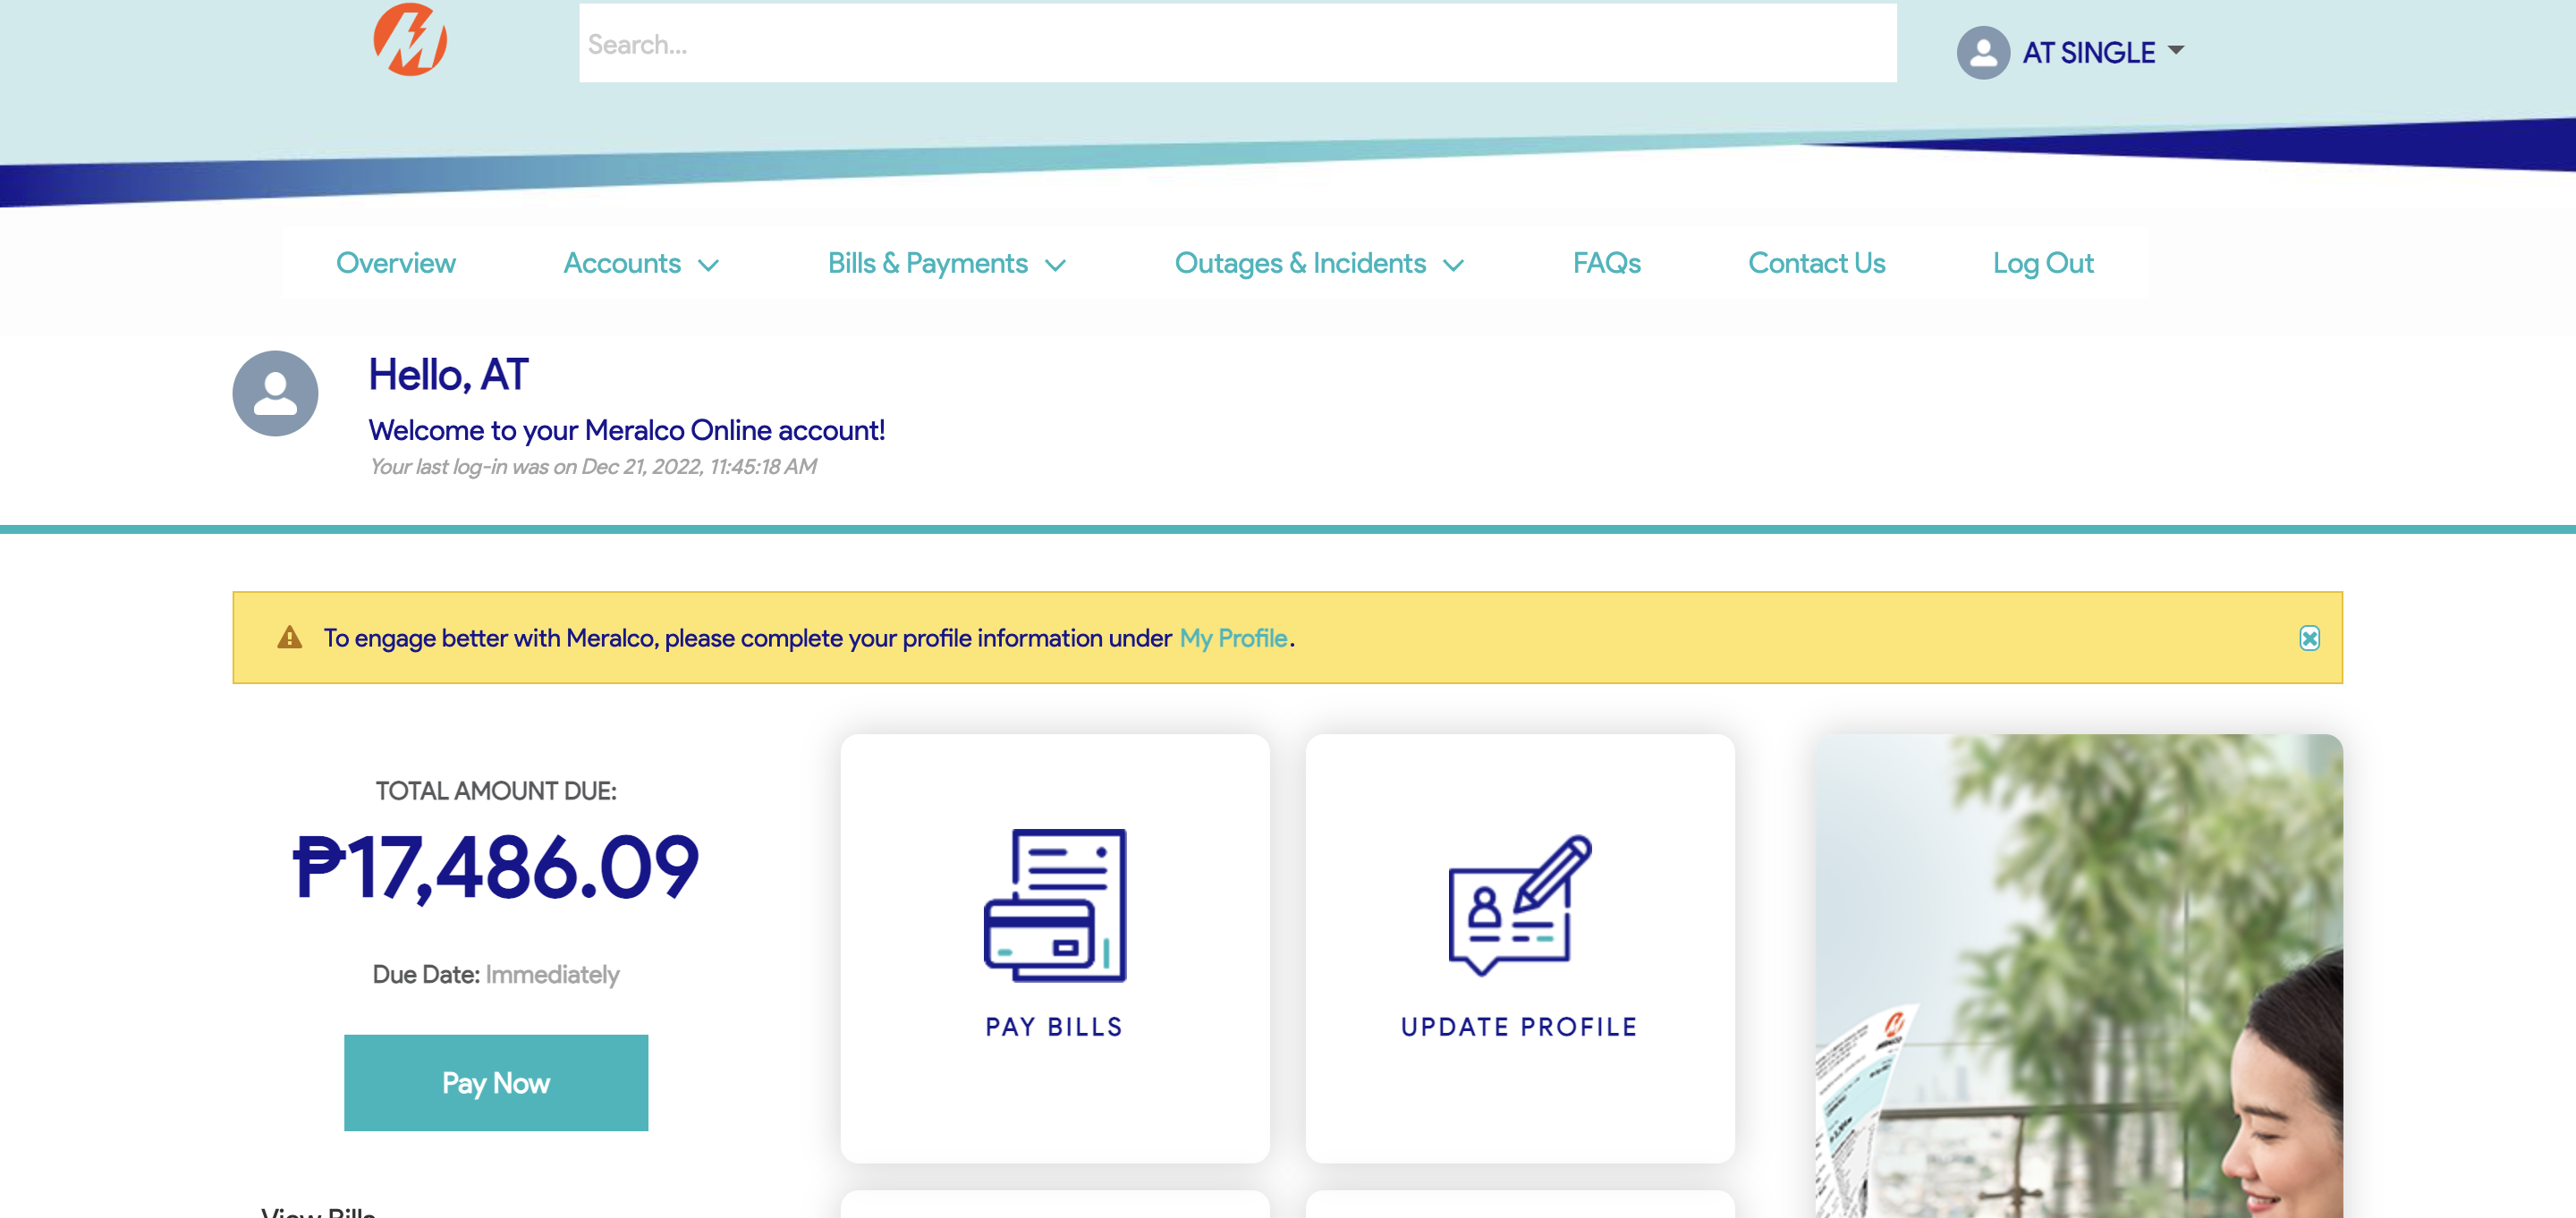 Search...
AT SINGLE
Overview
Accounts
Bills & Payments
Outages & Incidents
FAQs
Contact Us
Log Out
Hello, AT
Welcome to your Meralco Online account!
Your last log-in was on Dec 21, 2022, 11:45:18 AM
To engage better with Meralco, please complete your profile information under My Profile.
TOTAL AMOUNT DUE:
₱17,486.09
Due Date: Immediately
Pay Now
View Bills
PAY BILLS
UPDATE PROFILE
MERALCO